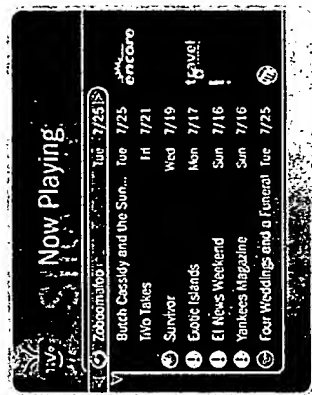 TiVo
Now Playing
Zoboomafoo Tue 7/25
Butch Cassidy and the Sun... Tue 7/25 encore
TiVo Takes Fri 7/21
Survivor Wed 7/19
Exotic Islands Mon 7/17 travel
E! News Weekend Sun 7/16
Yankees Magazine Sun 7/16
Four Weddings and a Funeral Tue 7/25